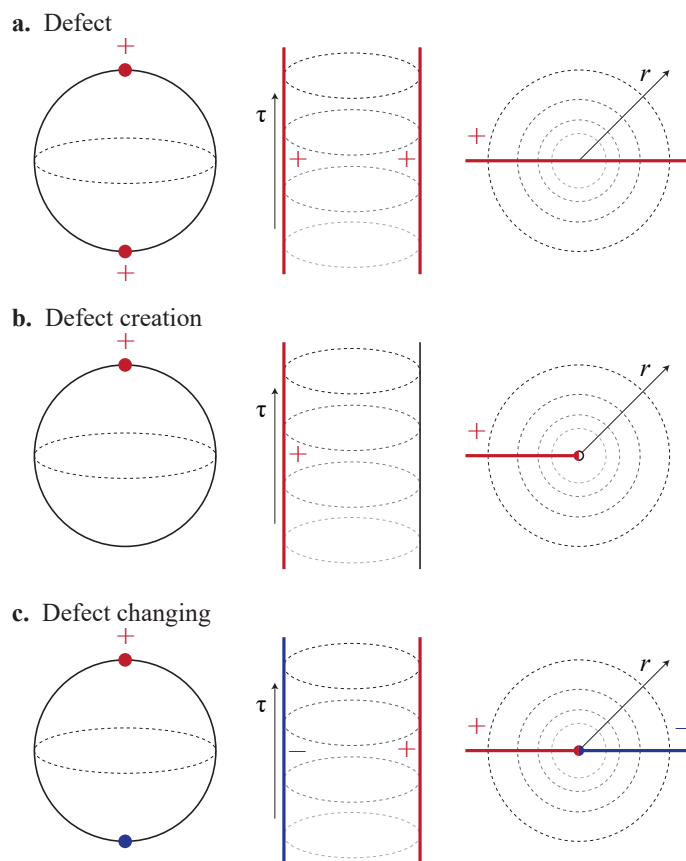 a. Defect
+
τ
+ +
+
r
+
b. Defect creation
+
τ
+
+
r
c. Defect changing
+
τ
− +
+
r
−